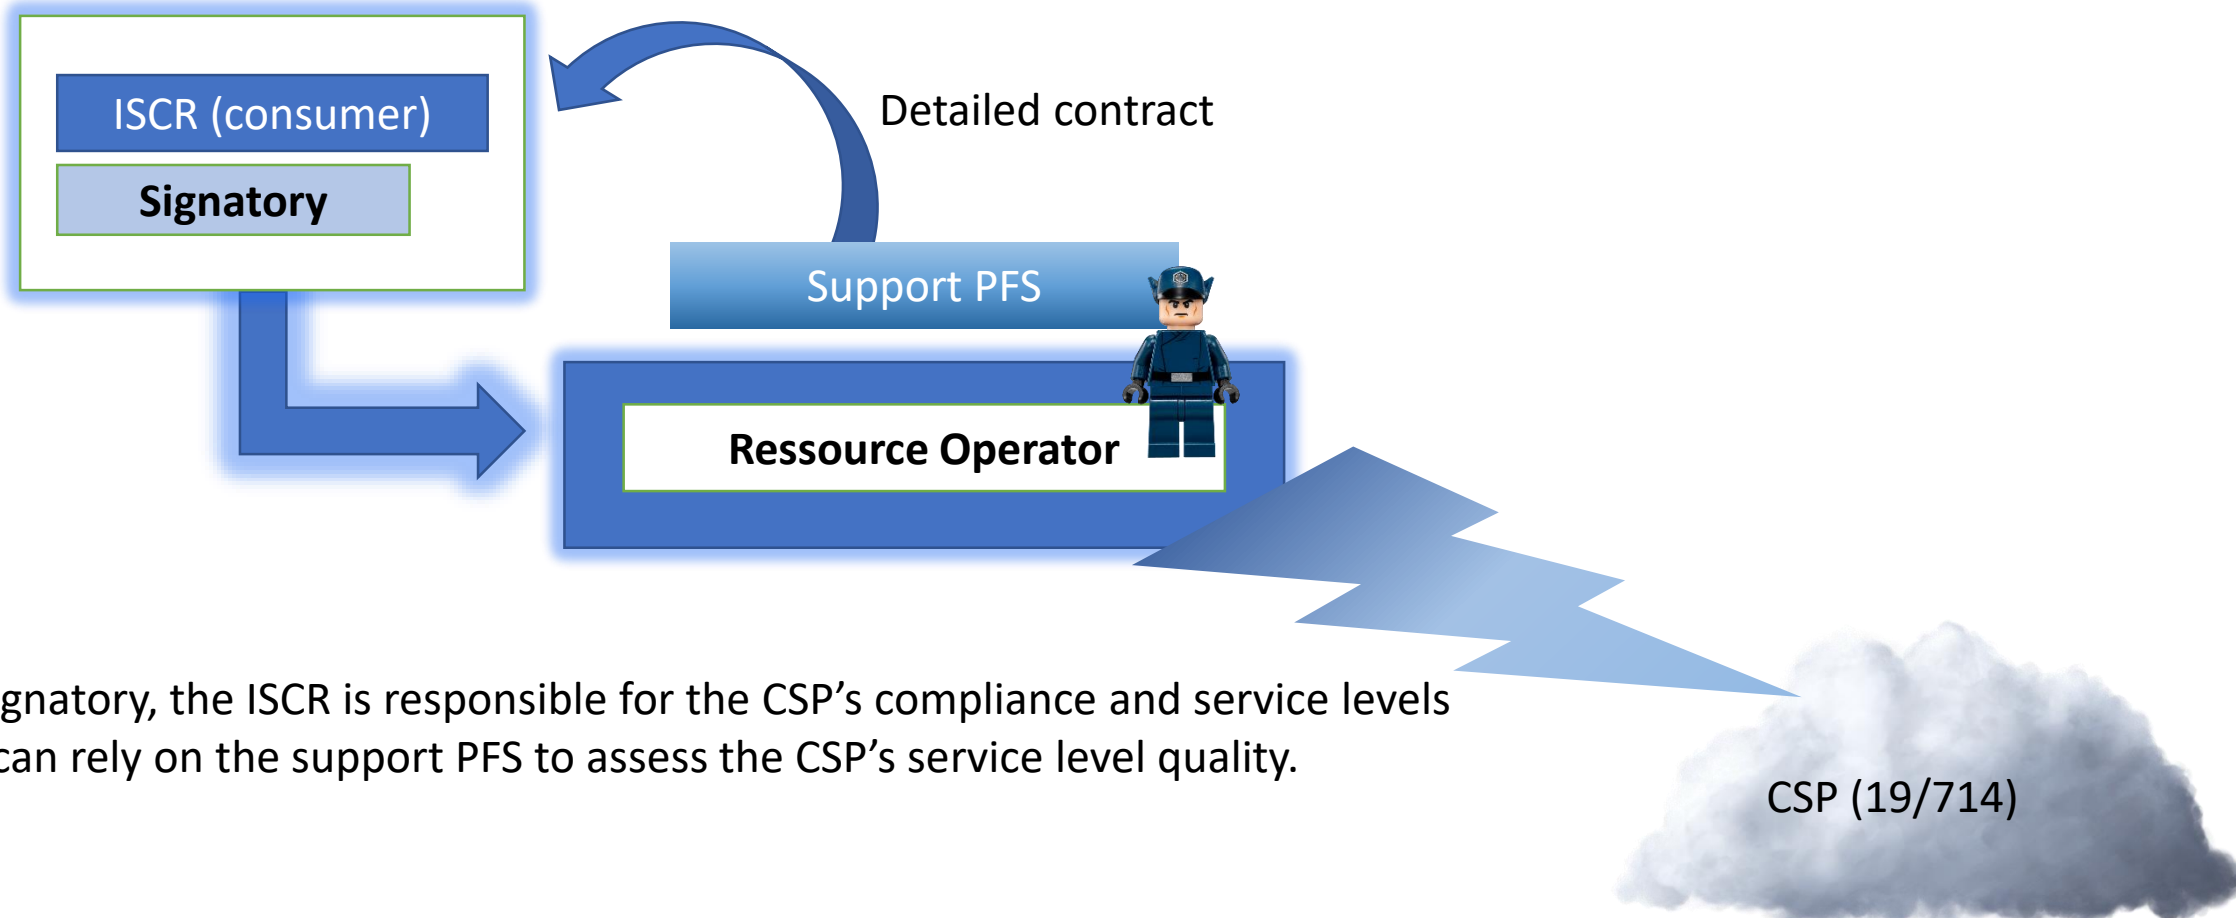 ISCR (consumer)
Signatory
Detailed contract
Support PFS
Ressource Operator
gnatory, the ISCR is responsible for the CSP’s compliance and service levels
can rely on the support PFS to assess the CSP’s service level quality.
CSP (19/714)